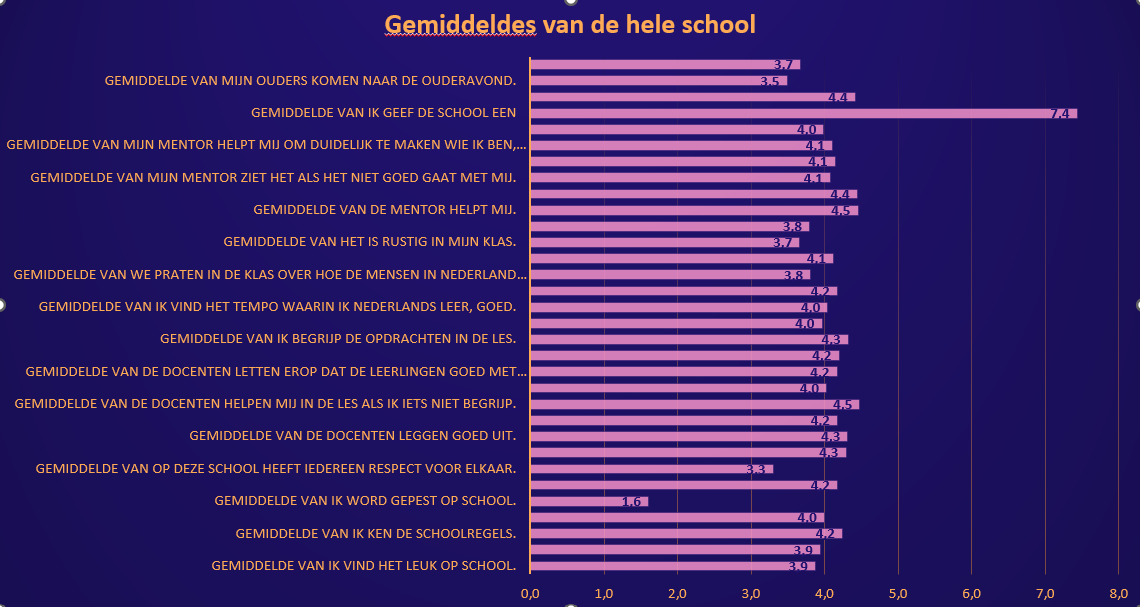 Gemiddeldes van de hele school
3,7
GEMIDDELDE VAN MIJN OUDERS KOMEN NAAR DE OUDERAVOND. 3,5
4,4
GEMIDDELDE VAN IK GEEF DE SCHOOL EEN 7,4
4,0
GEMIDDELDE VAN MIJN MENTOR HELPT MIJ OM DUIDELIJK TE MAKEN WIE IK BEN,... 4,1
4,1
GEMIDDELDE VAN MIJN MENTOR ZIET HET ALS HET NIET GOED GAAT MET MIJ. 4,1
4,4
GEMIDDELDE VAN DE MENTOR HELPT MIJ. 4,5
3,8
GEMIDDELDE VAN HET IS RUSTIG IN MIJN KLAS. 3,7
4,1
GEMIDDELDE VAN WE PRATEN IN DE KLAS OVER HOE DE MENSEN IN NEDERLAND... 3,8
4,2
GEMIDDELDE VAN IK VIND HET TEMPO WAARIN IK NEDERLANDS LEER, GOED. 4,0
4,0
GEMIDDELDE VAN IK BEGRIJP DE OPDRACHTEN IN DE LES. 4,3
4,2
GEMIDDELDE VAN DE DOCENTEN LETTEN EROP DAT DE LEERLINGEN GOED MET... 4,2
4,0
GEMIDDELDE VAN DE DOCENTEN HELPEN MIJ IN DE LES ALS IK IETS NIET BEGRIJP. 4,5
4,2
GEMIDDELDE VAN DE DOCENTEN LEGGEN GOED UIT. 4,3
4,3
GEMIDDELDE VAN OP DEZE SCHOOL HEEFT IEDEREEN RESPECT VOOR ELKAAR. 3,3
4,2
GEMIDDELDE VAN IK WORD GEPEST OP SCHOOL. 1,6
4,0
GEMIDDELDE VAN IK KEN DE SCHOOLREGELS. 4,2
3,9
GEMIDDELDE VAN IK VIND HET LEUK OP SCHOOL. 3,9
0,0 1,0 2,0 3,0 4,0 5,0 6,0 7,0 8,0